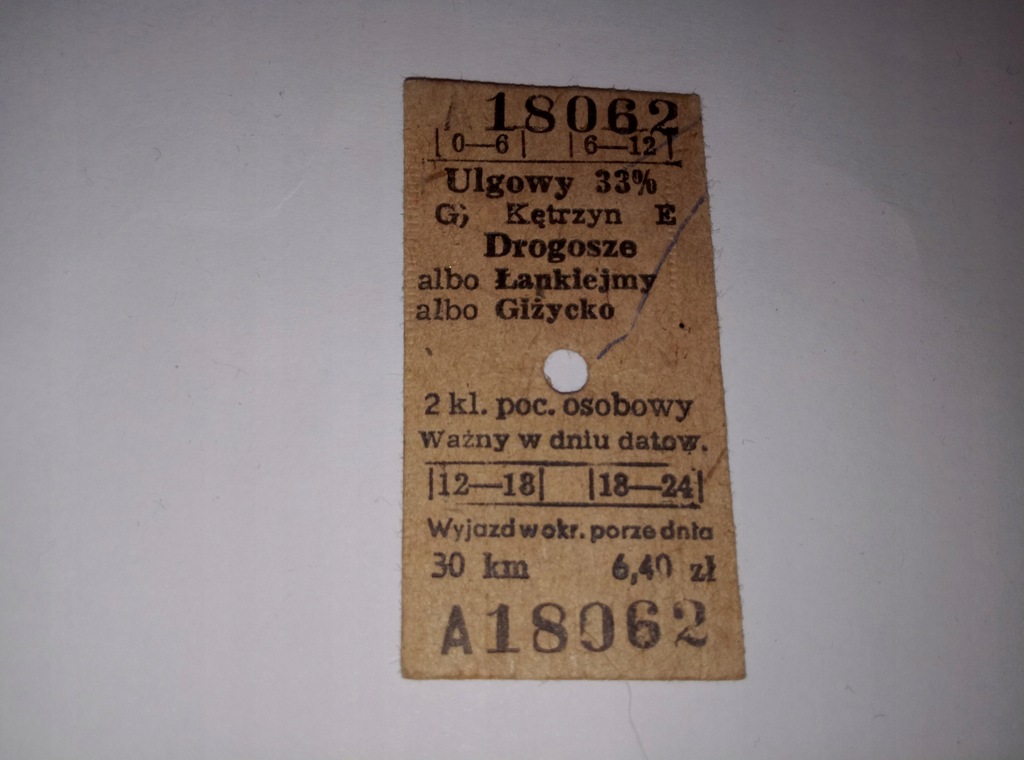 18062
|0—6| |6—12|
Ulgowy 33%
G; Kętrzyn E
Drogosze
albo Łankiejmy
albo Giżycko
2 kl. poc. osobowy
Ważny w dniu datow.
|12—18| |18—24|
Wyjazd w okr. porze dnia
30 km 6,40 zł
A18062